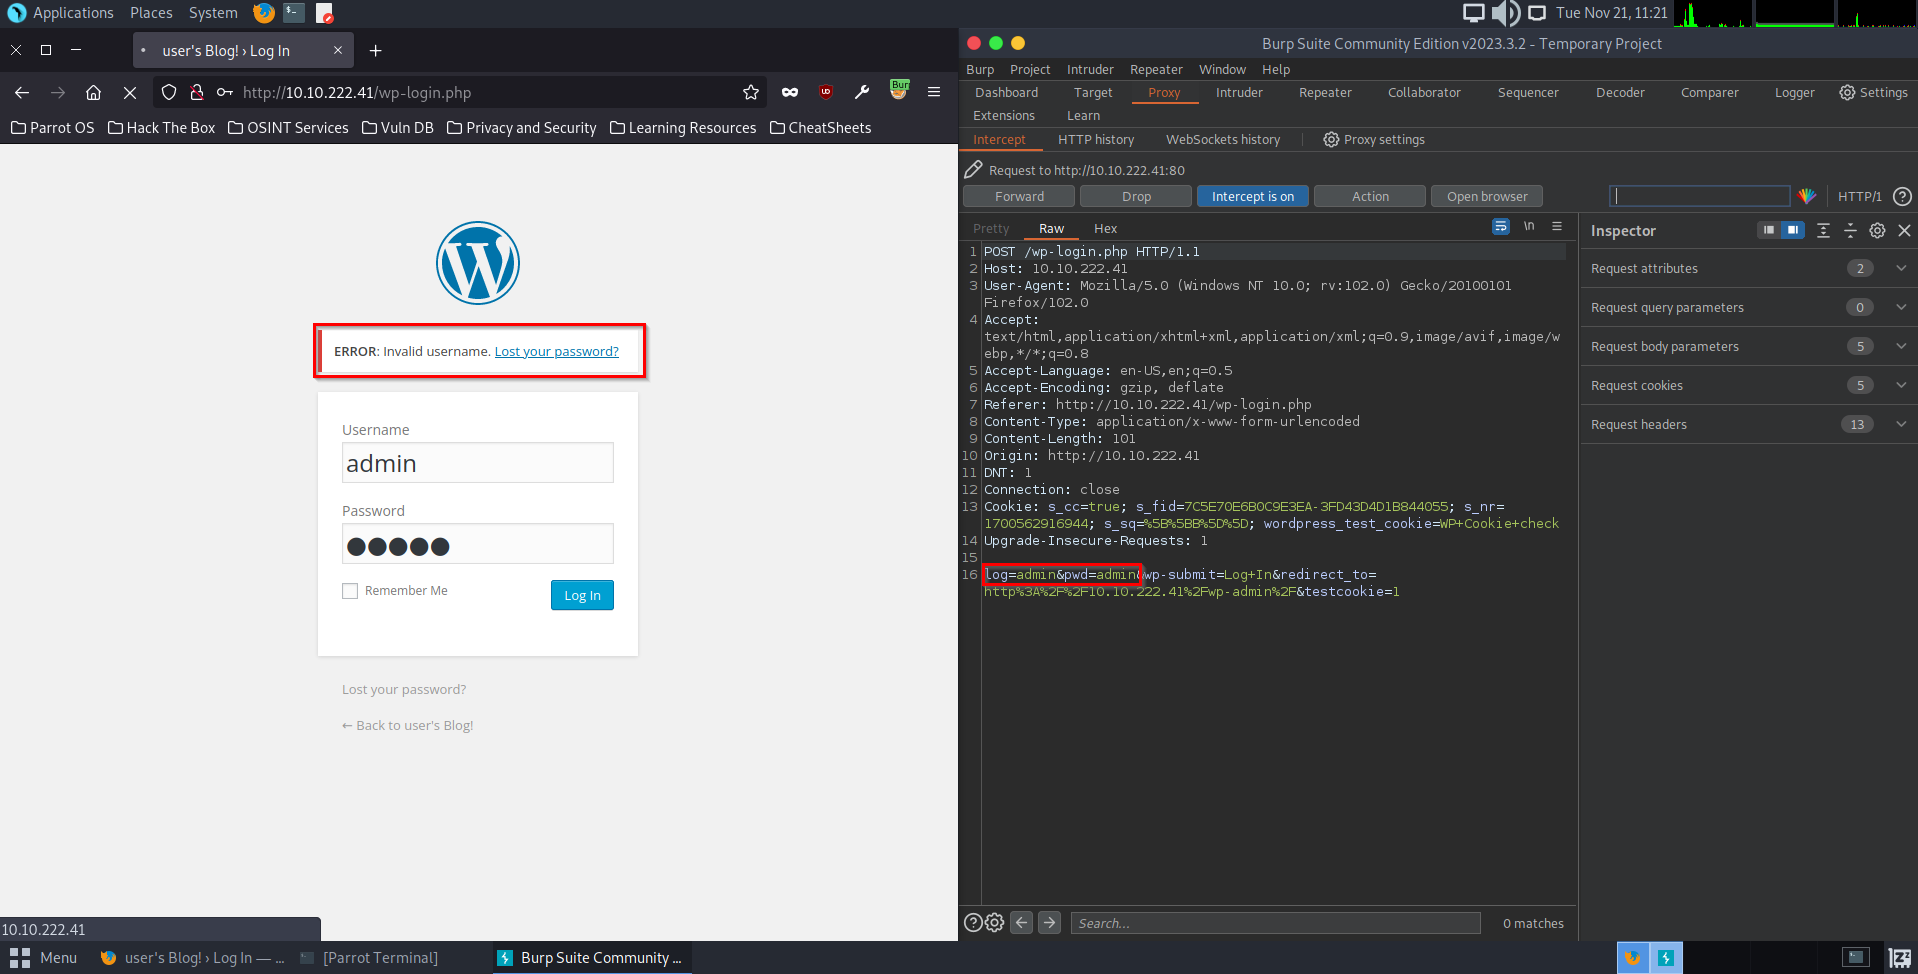 Applications Places System
Tue Nov 21, 11:21
user's Blog! › Log In
http://10.10.222.41/wp-login.php
Parrot OS Hack The Box OSINT Services Vuln DB Privacy and Security Learning Resources CheatSheets
ERROR: Invalid username. Lost your password?
Username
admin
Password
Remember Me
Log In
Lost your password?
← Back to user's Blog!
10.10.222.41
Burp Suite Community Edition v2023.3.2 - Temporary Project
Burp Project Intruder Repeater Window Help
Dashboard Target Proxy Intruder Repeater Collaborator Sequencer Decoder Comparer Logger Settings
Extensions Learn
Intercept HTTP history WebSockets history Proxy settings
Request to http://10.10.222.41:80
Forward Drop Intercept is on Action Open browser HTTP/1
Pretty Raw Hex \n
1 POST /wp-login.php HTTP/1.1
2 Host: 10.10.222.41
3 User-Agent: Mozilla/5.0 (Windows NT 10.0; rv:102.0) Gecko/20100101
Firefox/102.0
4 Accept:
text/html,application/xhtml+xml,application/xml;q=0.9,image/avif,image/w
ebp,*/*;q=0.8
5 Accept-Language: en-US,en;q=0.5
6 Accept-Encoding: gzip, deflate
7 Referer: http://10.10.222.41/wp-login.php
8 Content-Type: application/x-www-form-urlencoded
9 Content-Length: 101
10 Origin: http://10.10.222.41
11 DNT: 1
12 Connection: close
13 Cookie: s_cc=true; s_fid=7C5E70E6B0C9E3EA-3FD43D4D1B844055; s_nr=
1700562916944; s_sq=%5B%5BB%5D%5D; wordpress_test_cookie=WP+Cookie+check
14 Upgrade-Insecure-Requests: 1
15
16 log=admin&pwd=admin&wp-submit=Log+In&redirect_to=
http%3A%2F%2F10.10.222.41%2Fwp-admin%2F&testcookie=1
Search...
0 matches
Inspector
Request attributes 2
Request query parameters 0
Request body parameters 5
Request cookies 5
Request headers 13
Menu user's Blog! › Log In — ... [Parrot Terminal] Burp Suite Community ...